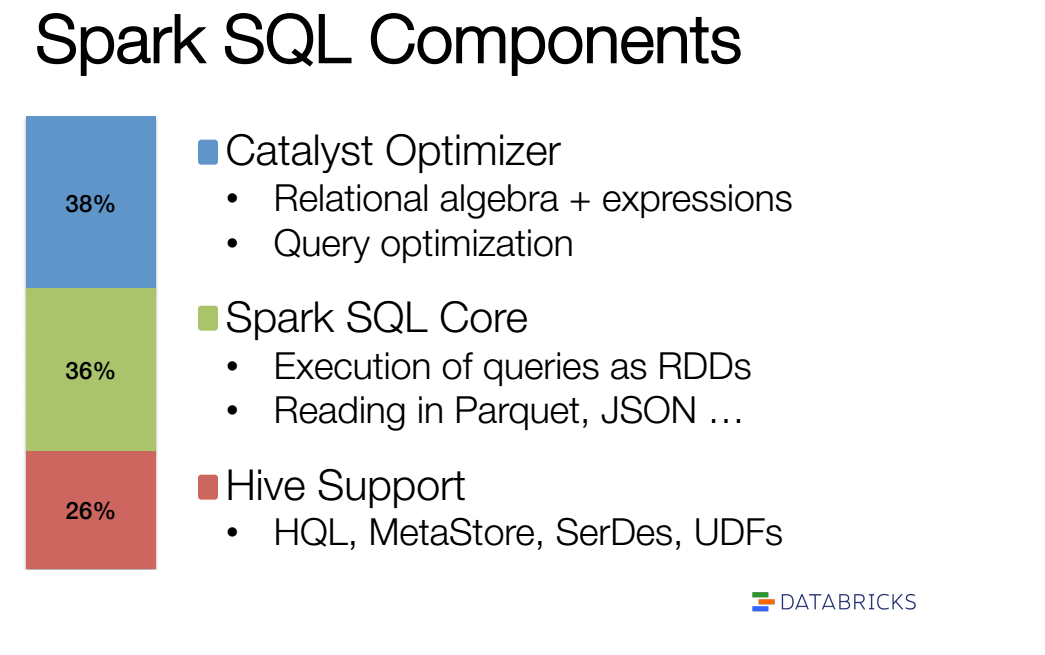 Spark SQL Components
38%
Catalyst Optimizer
• Relational algebra + expressions
• Query optimization
36%
Spark SQL Core
• Execution of queries as RDDs
• Reading in Parquet, JSON …
26%
Hive Support
• HQL, MetaStore, SerDes, UDFs
DATABRICKS